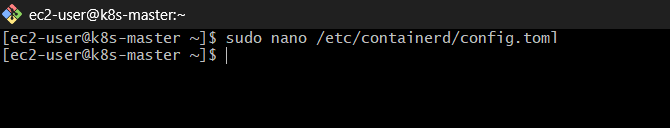 ec2-user@k8s-master:~
[ec2-user@k8s-master ~]$ sudo nano /etc/containerd/config.toml
[ec2-user@k8s-master ~]$